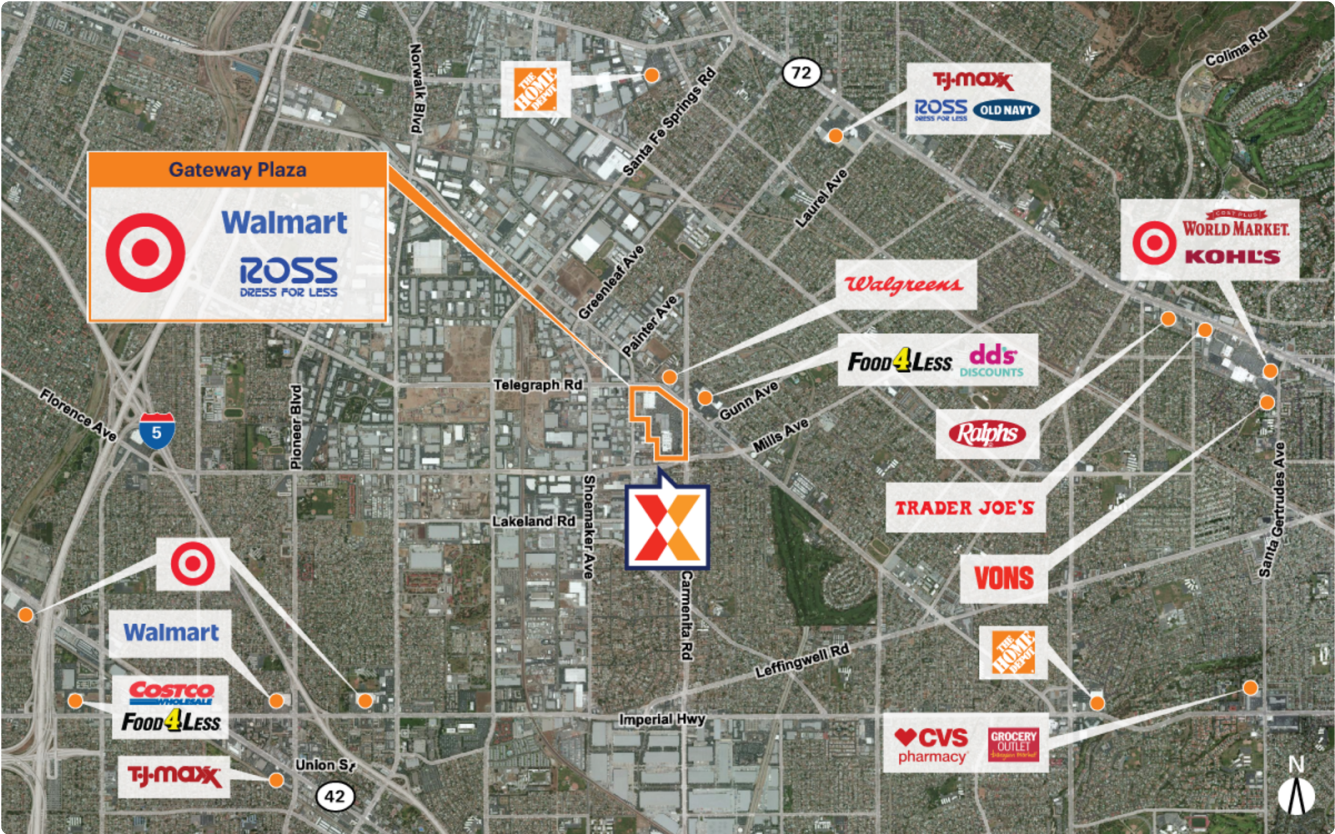 Colima Rd
Norwalk Blvd
THE
HOME
DEPOT
Santa Fe Springs Rd
72
T·J·maxx
ROSS
DRESS FOR LESS
OLD NAVY
Gateway Plaza
Walmart
ROSS
DRESS FOR LESS
Laurel Ave
COST PLUS
WORLD MARKET.
KOHL'S
Greenleaf Ave
Painter Ave
Walgreens
FOOD4LESS
dd's
DISCOUNTS
Telegraph Rd
Gunn Ave
Mills Ave
Ralphs
Florence Ave
5
Pioneer Blvd
TRADER JOE'S
Shoemaker Ave
Lakeland Rd
Santa Gertrudes Ave
VONS
Carmenita Rd
Walmart
THE
HOME
DEPOT
Leffingwell Rd
COSTCO
WHOLESALE
FOOD4LESS
Imperial Hwy
CVS
pharmacy
GROCERY
OUTLET
T·J·maxx
Union St
42
N